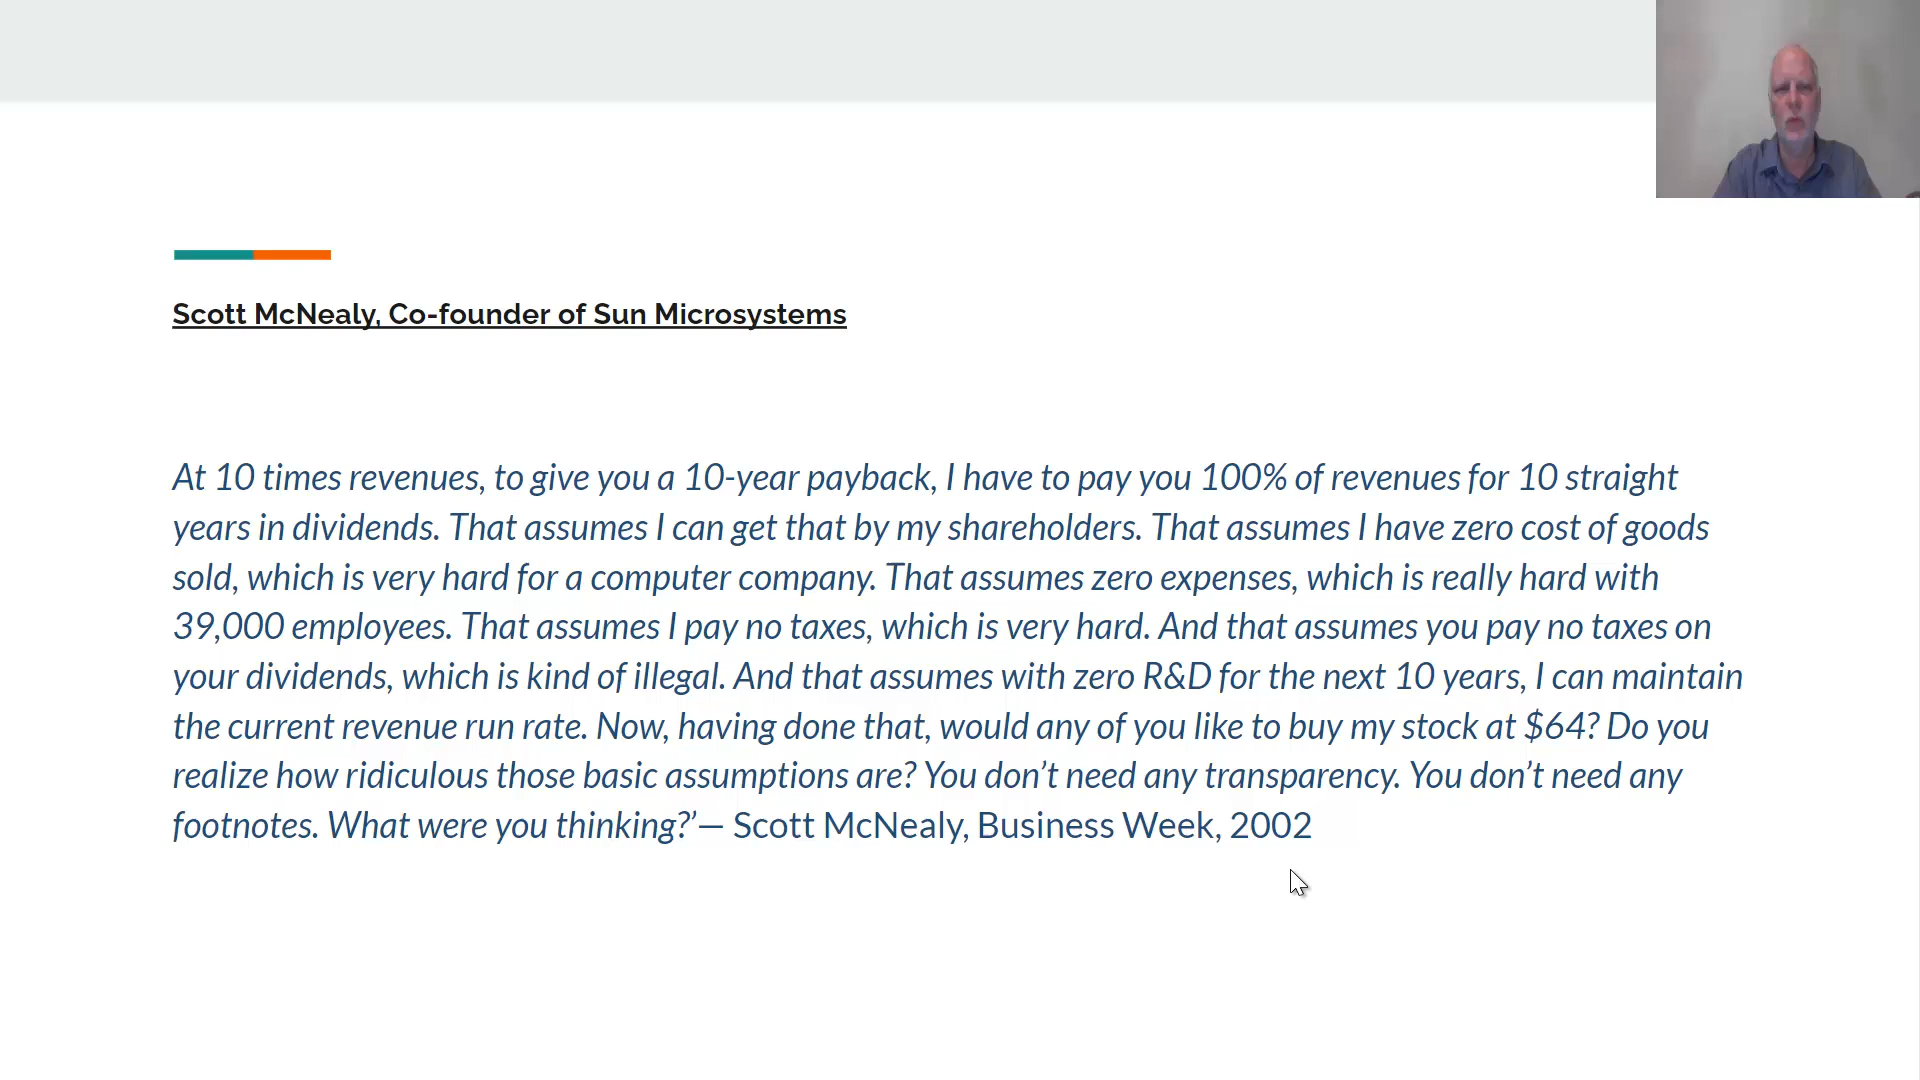 Scott McNealy, Co-founder of Sun Microsystems
At 10 times revenues, to give you a 10-year payback, I have to pay you 100% of revenues for 10 straight
years in dividends. That assumes I can get that by my shareholders. That assumes I have zero cost of goods
sold, which is very hard for a computer company. That assumes zero expenses, which is really hard with
39,000 employees. That assumes I pay no taxes, which is very hard. And that assumes you pay no taxes on
your dividends, which is kind of illegal. And that assumes with zero R&D for the next 10 years, I can maintain
the current revenue run rate. Now, having done that, would any of you like to buy my stock at $64? Do you
realize how ridiculous those basic assumptions are? You don’t need any transparency. You don’t need any
footnotes. What were you thinking?’— Scott McNealy, Business Week, 2002